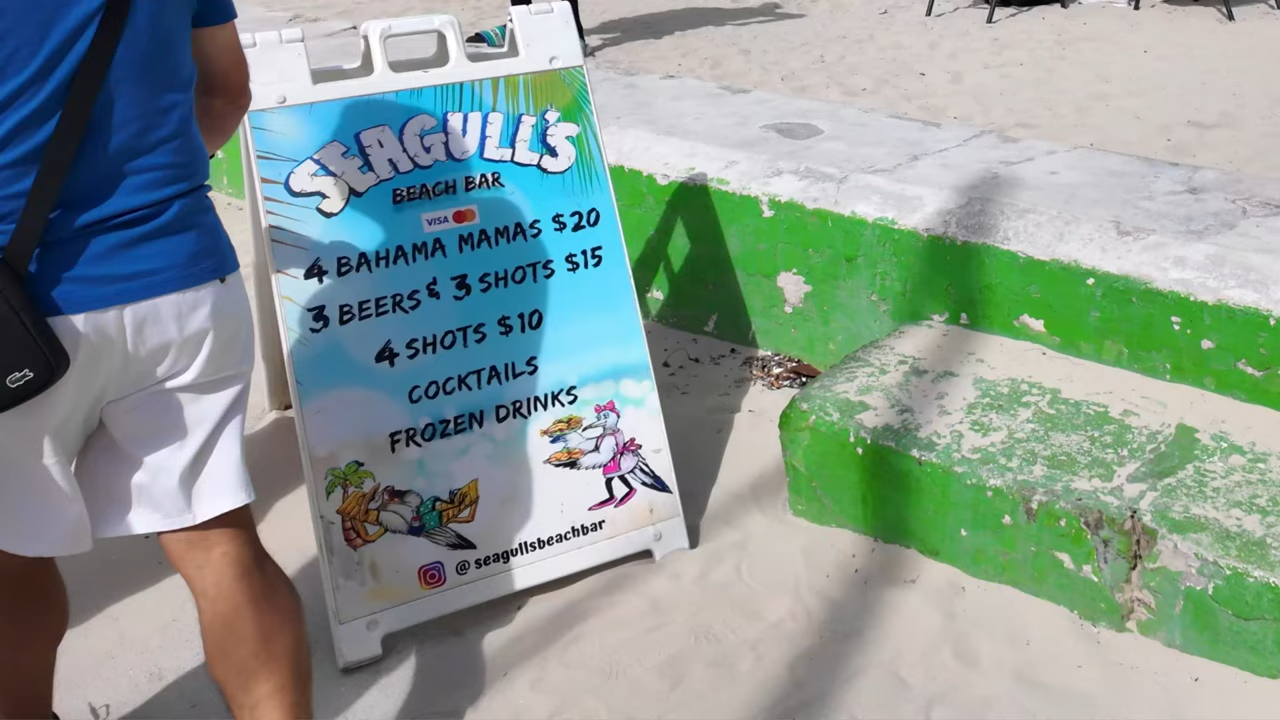 SEAGULL'S
BEACH BAR
VISA
4 BAHAMA MAMAS $20
3 BEERS & 3 SHOTS $15
4 SHOTS $10
COCKTAILS
FROZEN DRINKS
@seagullsbeachbar